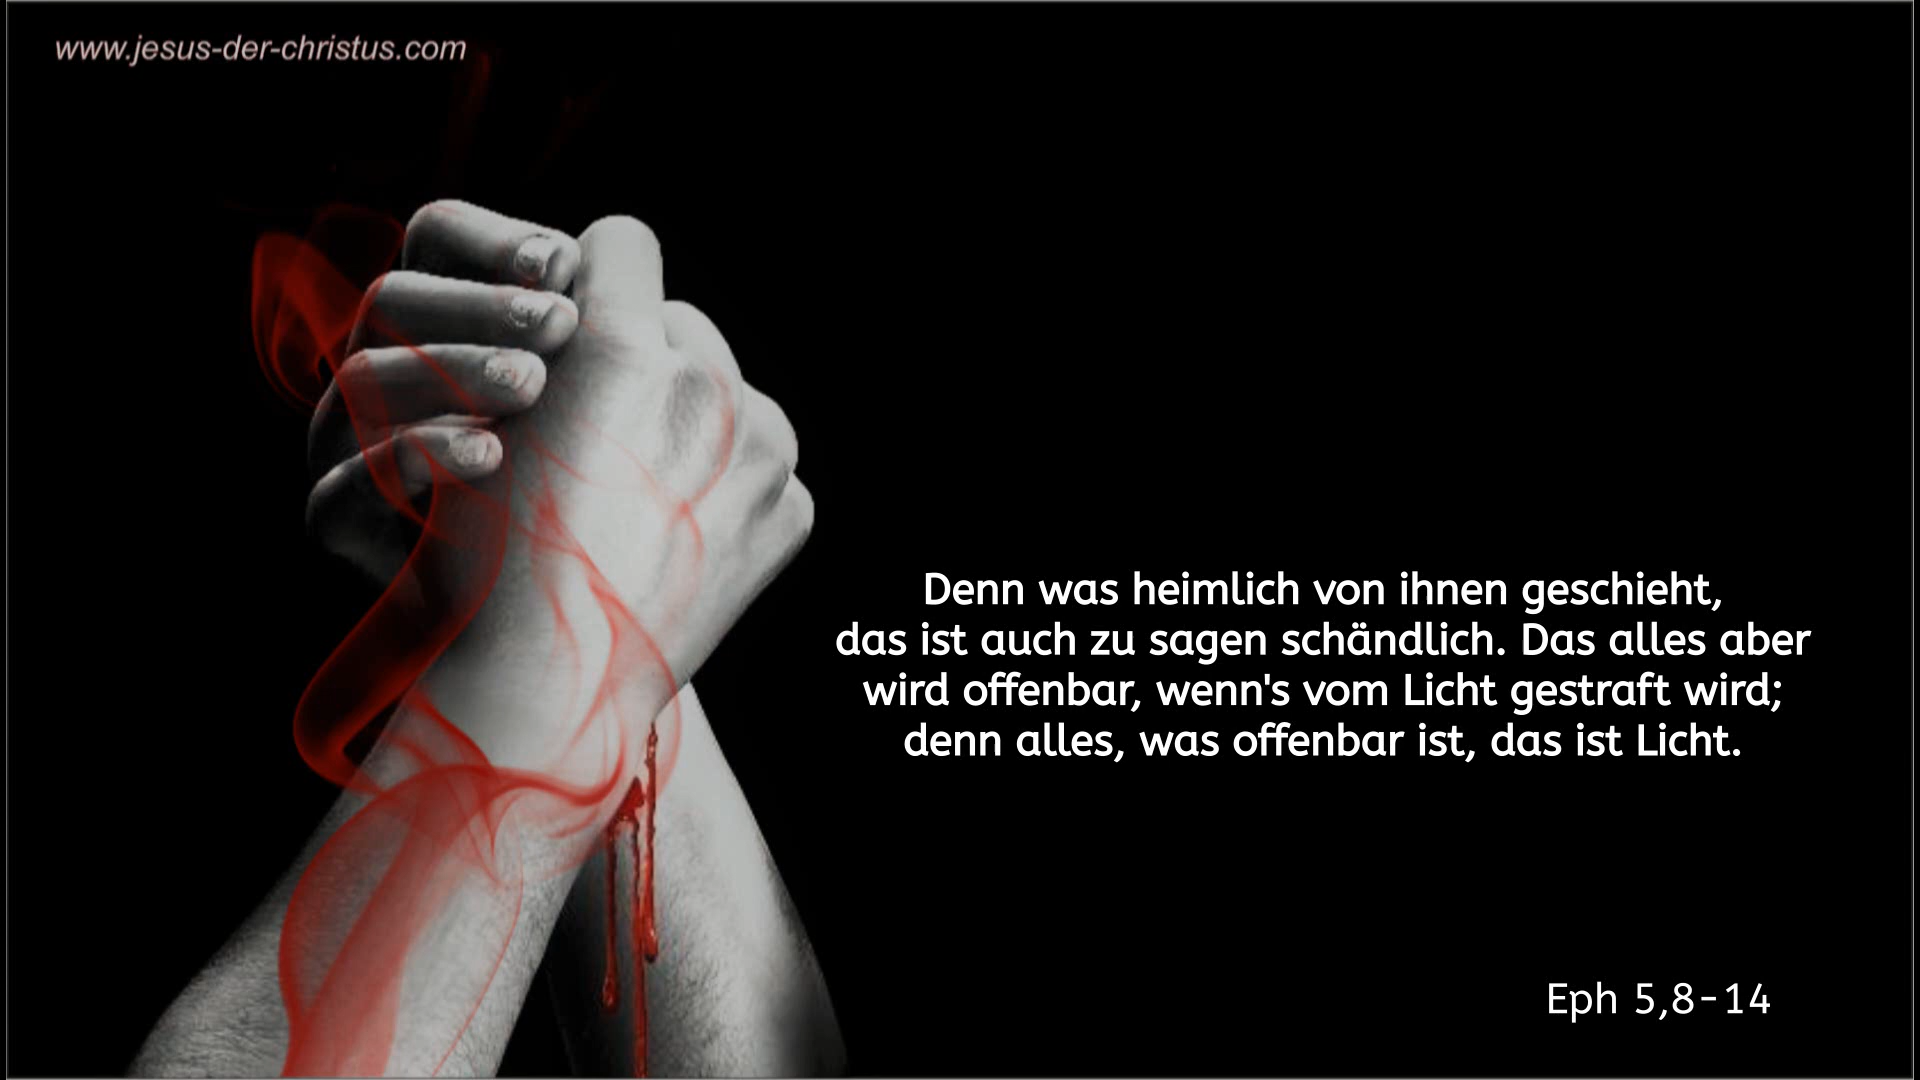 www.jesus-der-christus.com
Denn was heimlich von ihnen geschieht,
das ist auch zu sagen schändlich. Das alles aber
wird offenbar, wenn's vom Licht gestraft wird;
denn alles, was offenbar ist, das ist Licht.
Eph 5,8-14